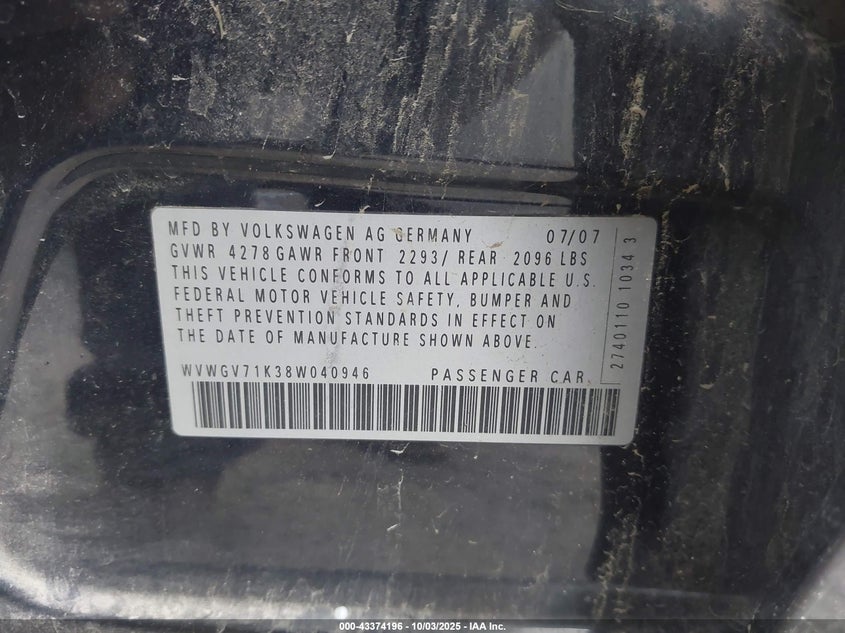 MFD BY VOLKSWAGEN AG GERMANY 07/07
GVWR 4278 GAWR FRONT 2293/ REAR 2096 LBS
THIS VEHICLE CONFORMS TO ALL APPLICABLE U.S.
FEDERAL MOTOR VEHICLE SAFETY, BUMPER AND
THEFT PREVENTION STANDARDS IN EFFECT ON
THE DATE OF MANUFACTURE SHOWN ABOVE.
WVWGV71K38W040946 PASSENGER CAR
2740110 1034 3
000-43374196 - 10/03/2025 - IAA Inc.